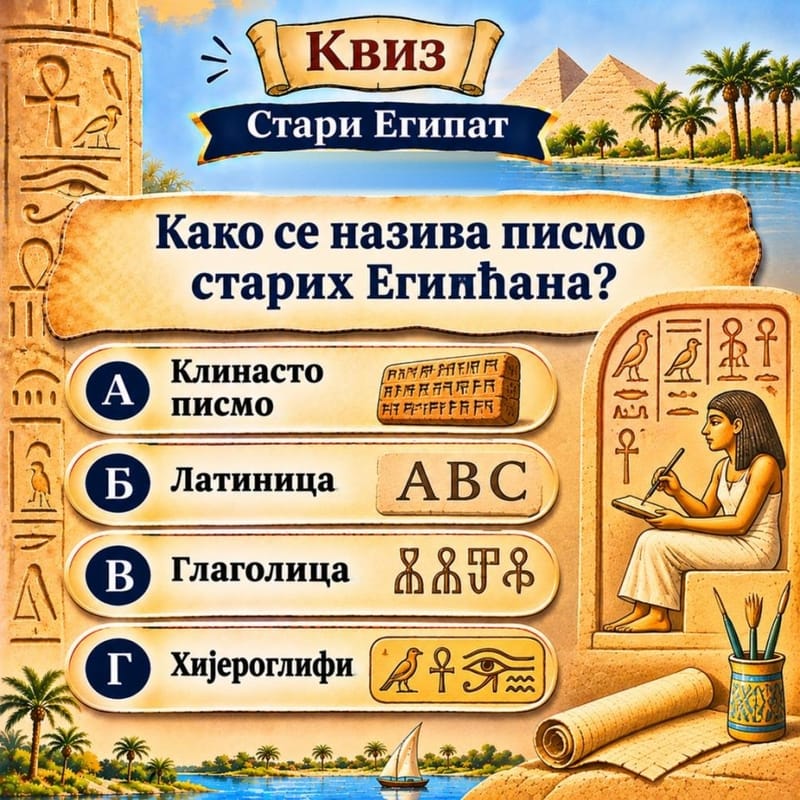 Квиз
Стари Египат
Како се назива писмо
старих Египћана?
А Клинасто
писмо
Б Латиница ABC
В Глаголица
Г Хијероглифи